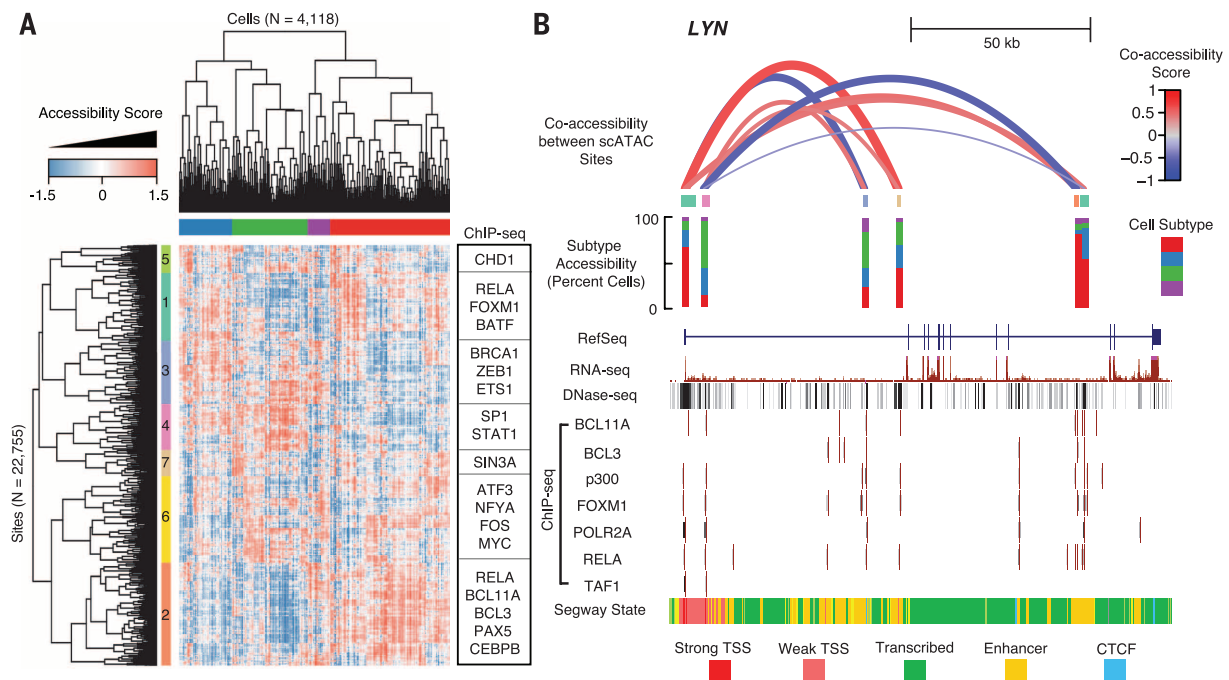 A
Cells (N = 4,118)
Accessibility Score
-1.5
0
1.5
ChIP-seq
Sites (N = 22,755)
5
CHD1
1
RELA
FOXM1
BATF
3
BRCA1
ZEB1
ETS1
4
SP1
STAT1
7
SIN3A
6
ATF3
NFYA
FOS
MYC
2
RELA
BCL11A
BCL3
PAX5
CEBPB
B
LYN
50 kb
Co-accessibility
Score
1
0.5
0
−0.5
−1
Co-accessibility
between scATAC
Sites
100
0
Subtype
Accessibility
(Percent Cells)
Cell Subtype
RefSeq
RNA-seq
DNase-seq
ChIP-seq
BCL11A
BCL3
p300
FOXM1
POLR2A
RELA
TAF1
Segway State
Strong TSS
Weak TSS
Transcribed
Enhancer
CTCF